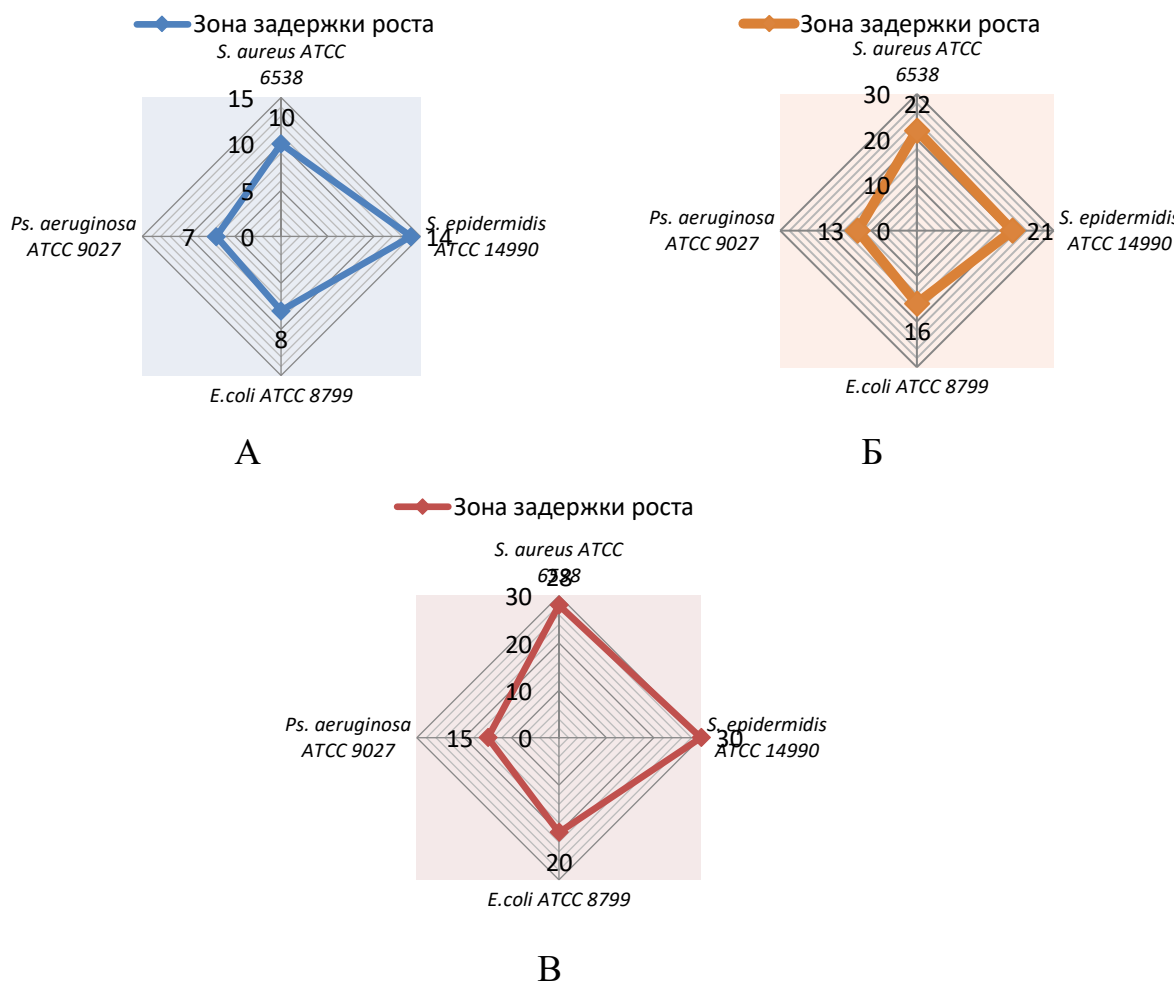 Зона задержки роста
S. aureus ATCC
6538
15
10
10
5
0
7
Ps. aeruginosa
ATCC 9027
S. epidermidis
ATCC 14990
14
8
E.coli ATCC 8799
А
Зона задержки роста
S. aureus ATCC
6538
30
22
20
10
0
13
Ps. aeruginosa
ATCC 9027
S. epidermidis
ATCC 14990
21
16
E.coli ATCC 8799
Б
Зона задержки роста
S. aureus ATCC
6538
28
30
20
10
0
15
Ps. aeruginosa
ATCC 9027
S. epidermidis
ATCC 14990
30
20
E.coli ATCC 8799
В